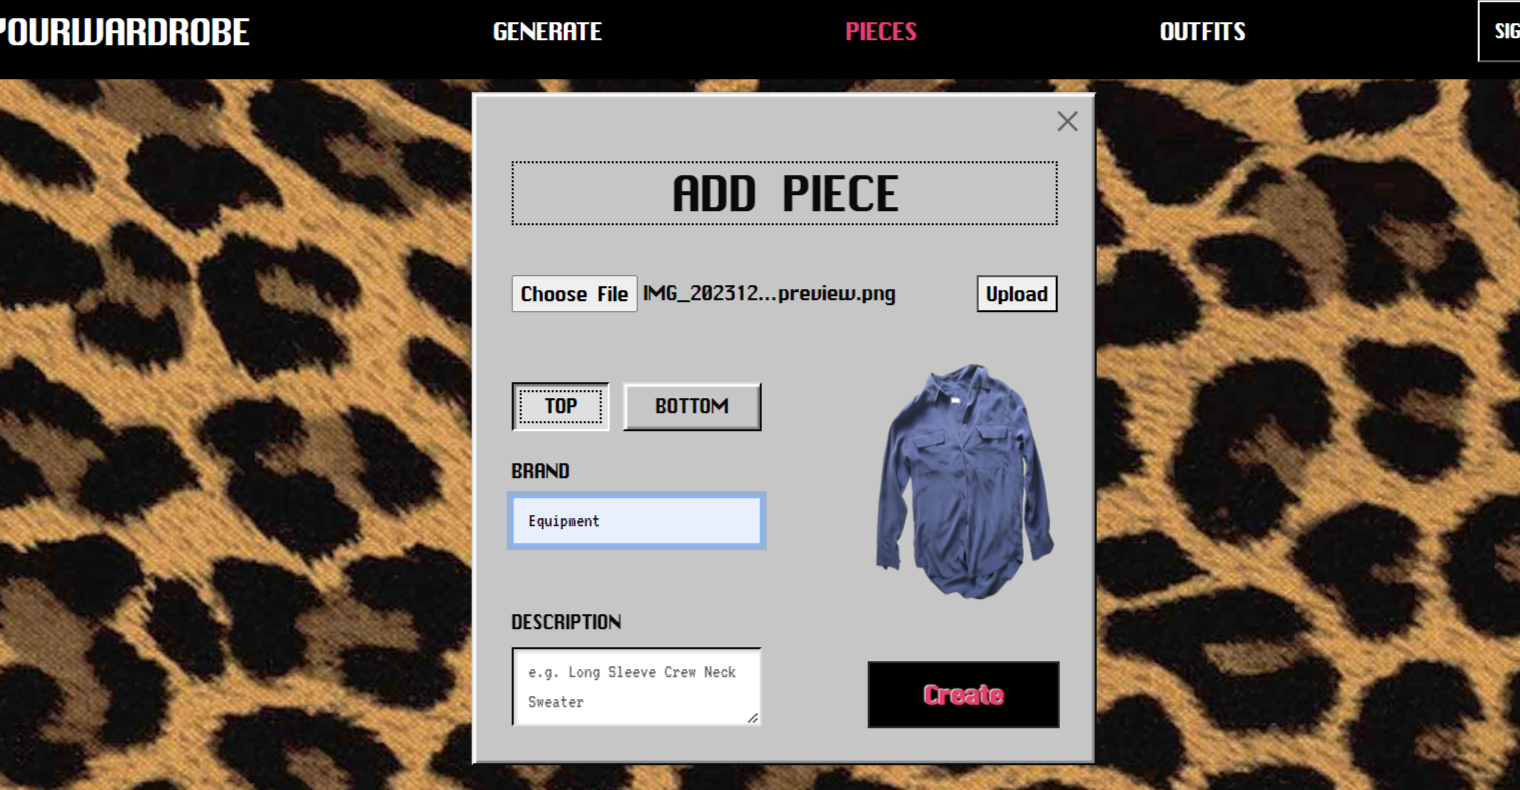 YOURWARDROBE GENERATE PIECES OUTFITS
ADD PIECE
Choose File IMG_202312...preview.png Upload
TOP BOTTOM
BRAND
Equipment
DESCRIPTION
e.g. Long Sleeve Crew Neck
Sweater
Create